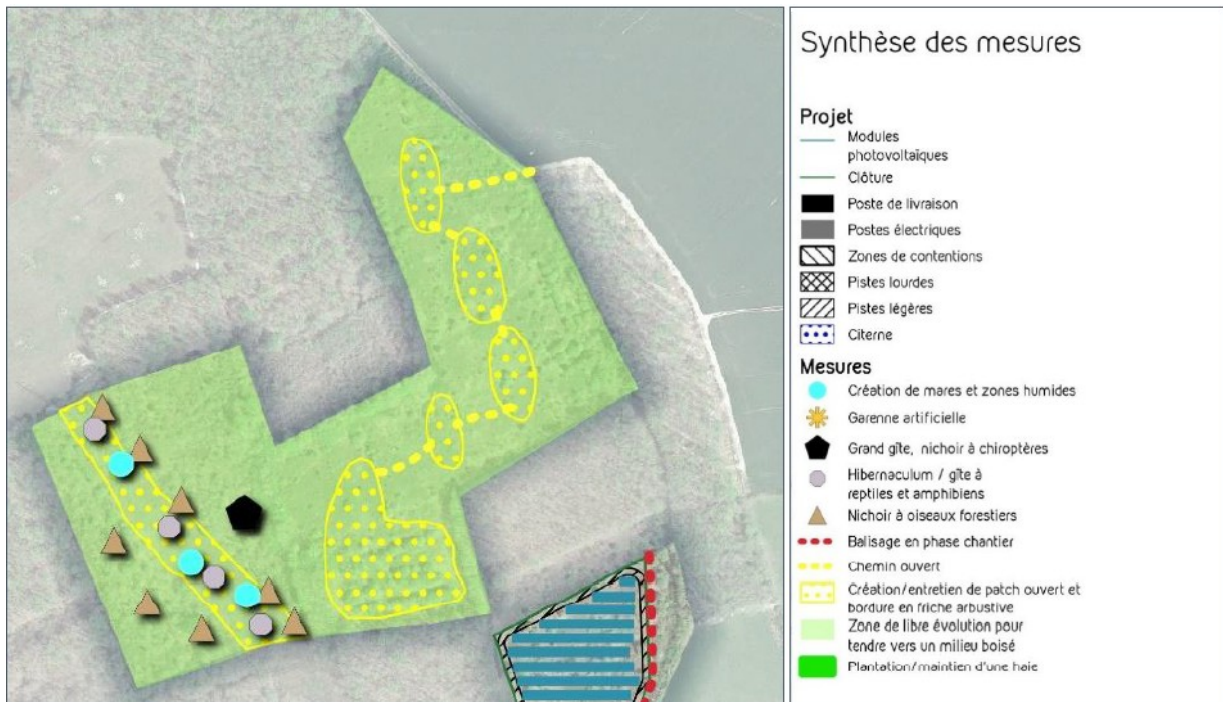 Synthèse des mesures
Projet
Modules
photovoltaïques
Clôture
Poste de livraison
Postes électriques
Zones de contentions
Pistes lourdes
Pistes légères
Citerne
Mesures
Création de mares et zones humides
Garenne artificielle
Grand gîte, nichoir à chiroptères
Hibernaculum / gîte à
reptiles et amphibiens
Nichoir à oiseaux forestiers
Balisage en phase chantier
Chemin ouvert
Création/entretien de patch ouvert et
bordure en friche arbustive
Zone de libre évolution pour
tendre vers un milieu boisé
Plantation/maintien d'une haie